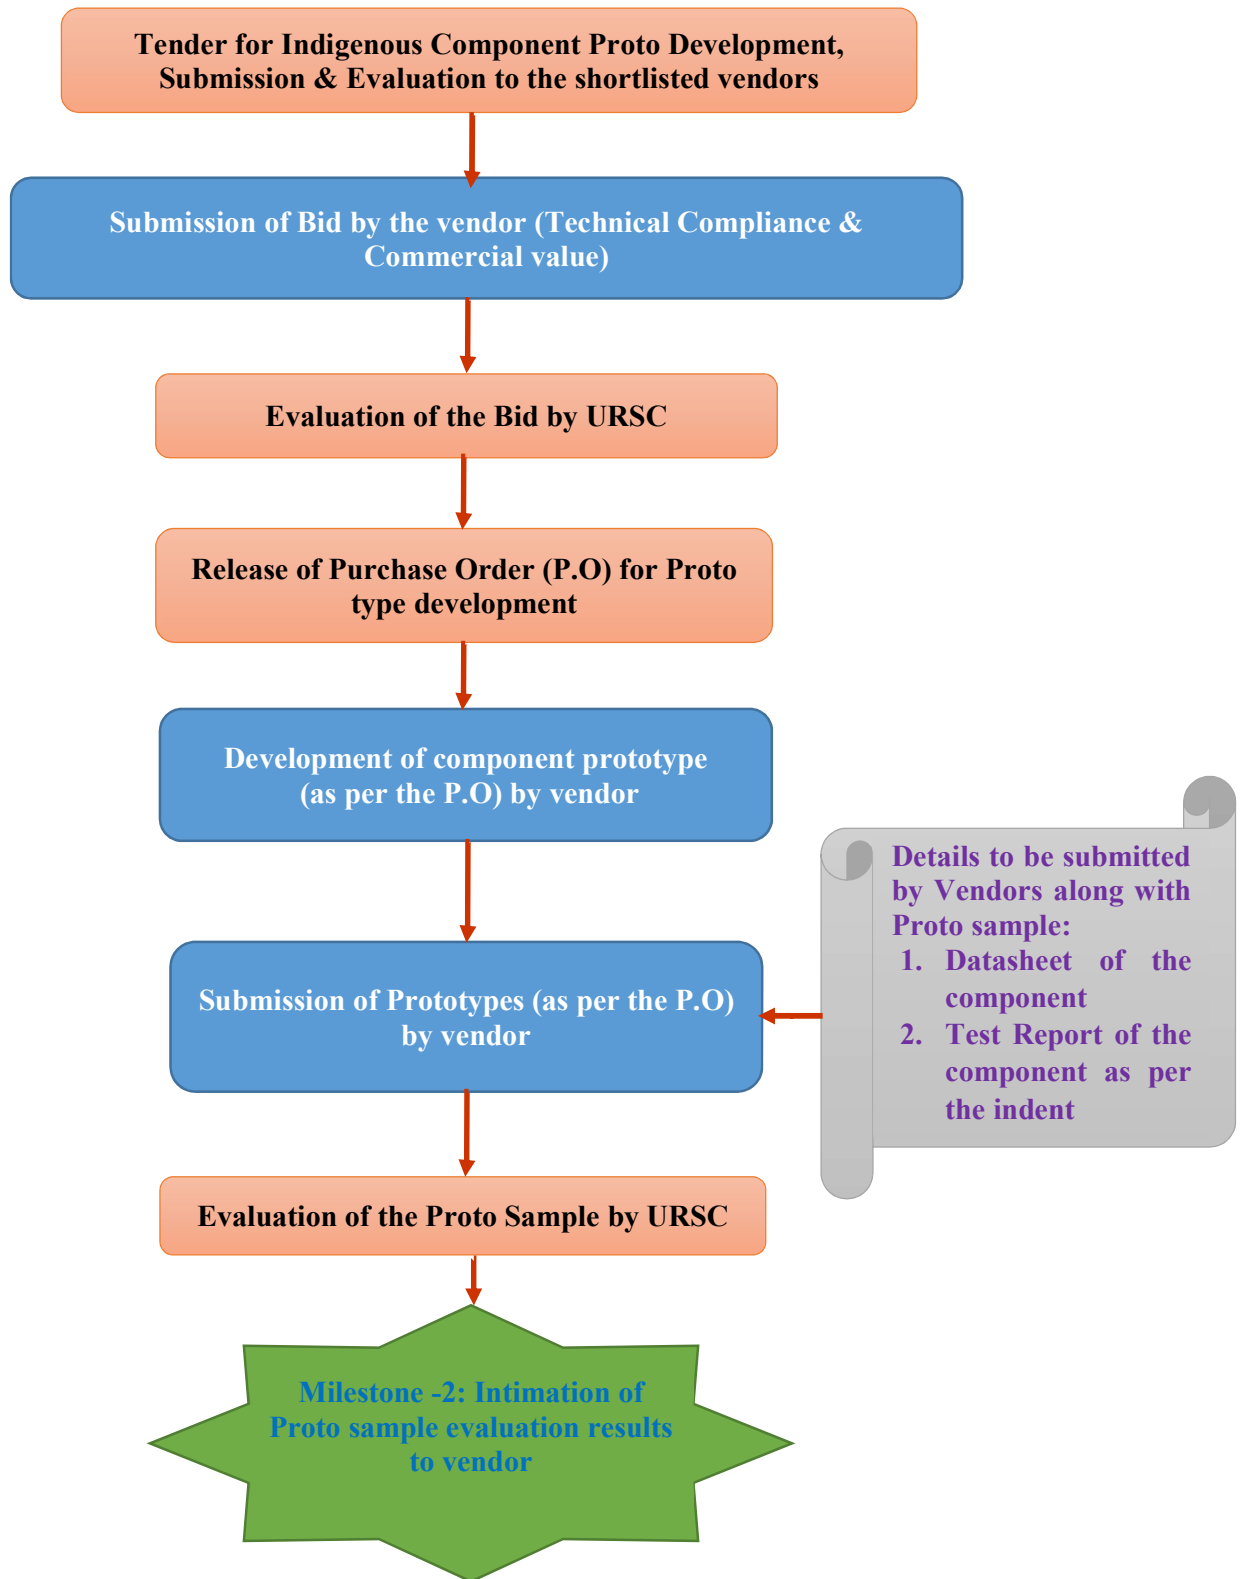 Tender for Indigenous Component Proto Development,
Submission & Evaluation to the shortlisted vendors
Submission of Bid by the vendor (Technical Compliance &
Commercial value)
Evaluation of the Bid by URSC
Release of Purchase Order (P.O) for Proto
type development
Development of component prototype
(as per the P.O) by vendor
Details to be submitted
by Vendors along with
Proto sample:
1. Datasheet of the
component
2. Test Report of the
component as per
the indent
Submission of Prototypes (as per the P.O)
by vendor
Evaluation of the Proto Sample by URSC
Milestone -2: Intimation of
Proto sample evaluation results
to vendor